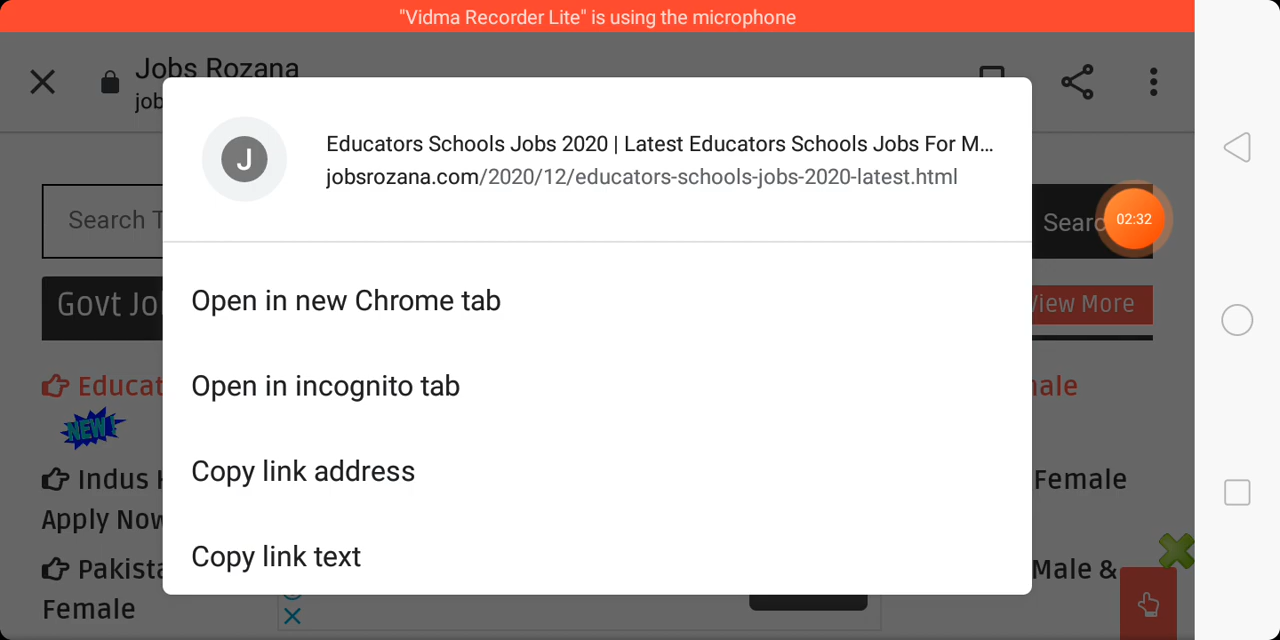 "Vidma Recorder Lite" is using the microphone
Jobs Rozana
job
J
Educators Schools Jobs 2020 | Latest Educators Schools Jobs For M...
jobsrozana.com/2020/12/educators-schools-jobs-2020-latest.html
Search T
Searc
02:32
Govt Jo
View More
Open in new Chrome tab
Educat
male
NEW!
Open in incognito tab
Indus
Female
Apply Now
Copy link address
Pakista
Male &
Female
Copy link text